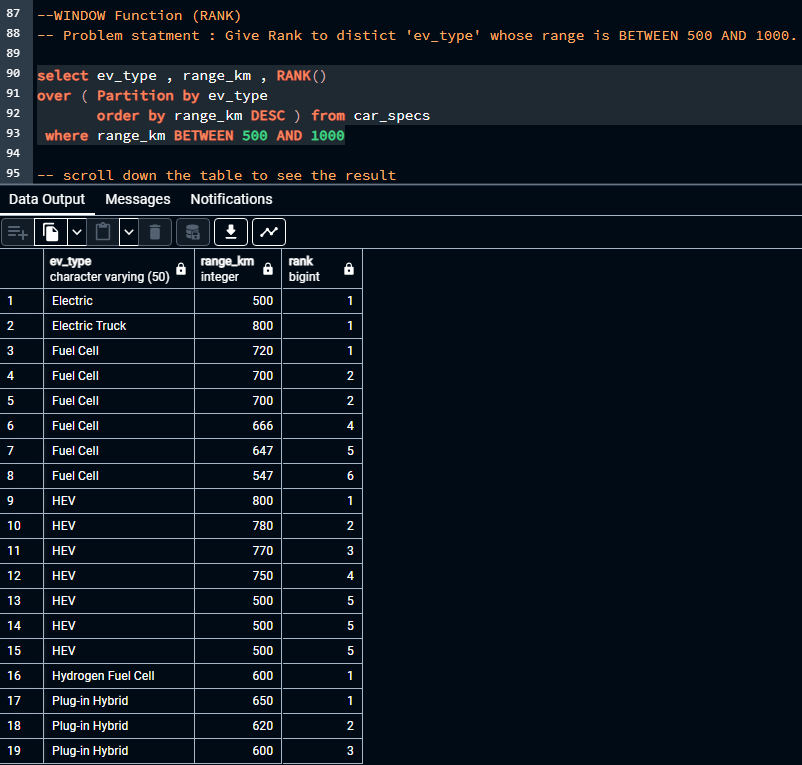 87 --WINDOW Function (RANK)
88 -- Problem statment : Give Rank to distict 'ev_type' whose range is BETWEEN 500 AND 1000.
89
90 select ev_type , range_km , RANK()
91 over ( Partition by ev_type
92 order by range_km DESC ) from car_specs
93 where range_km BETWEEN 500 AND 1000
94
95 -- scroll down the table to see the result
Data Output Messages Notifications
ev_type range_km rank
character varying (50) integer bigint
1 Electric 500 1
2 Electric Truck 800 1
3 Fuel Cell 720 1
4 Fuel Cell 700 2
5 Fuel Cell 700 2
6 Fuel Cell 666 4
7 Fuel Cell 647 5
8 Fuel Cell 547 6
9 HEV 800 1
10 HEV 780 2
11 HEV 770 3
12 HEV 750 4
13 HEV 500 5
14 HEV 500 5
15 HEV 500 5
16 Hydrogen Fuel Cell 600 1
17 Plug-in Hybrid 650 1
18 Plug-in Hybrid 620 2
19 Plug-in Hybrid 600 3